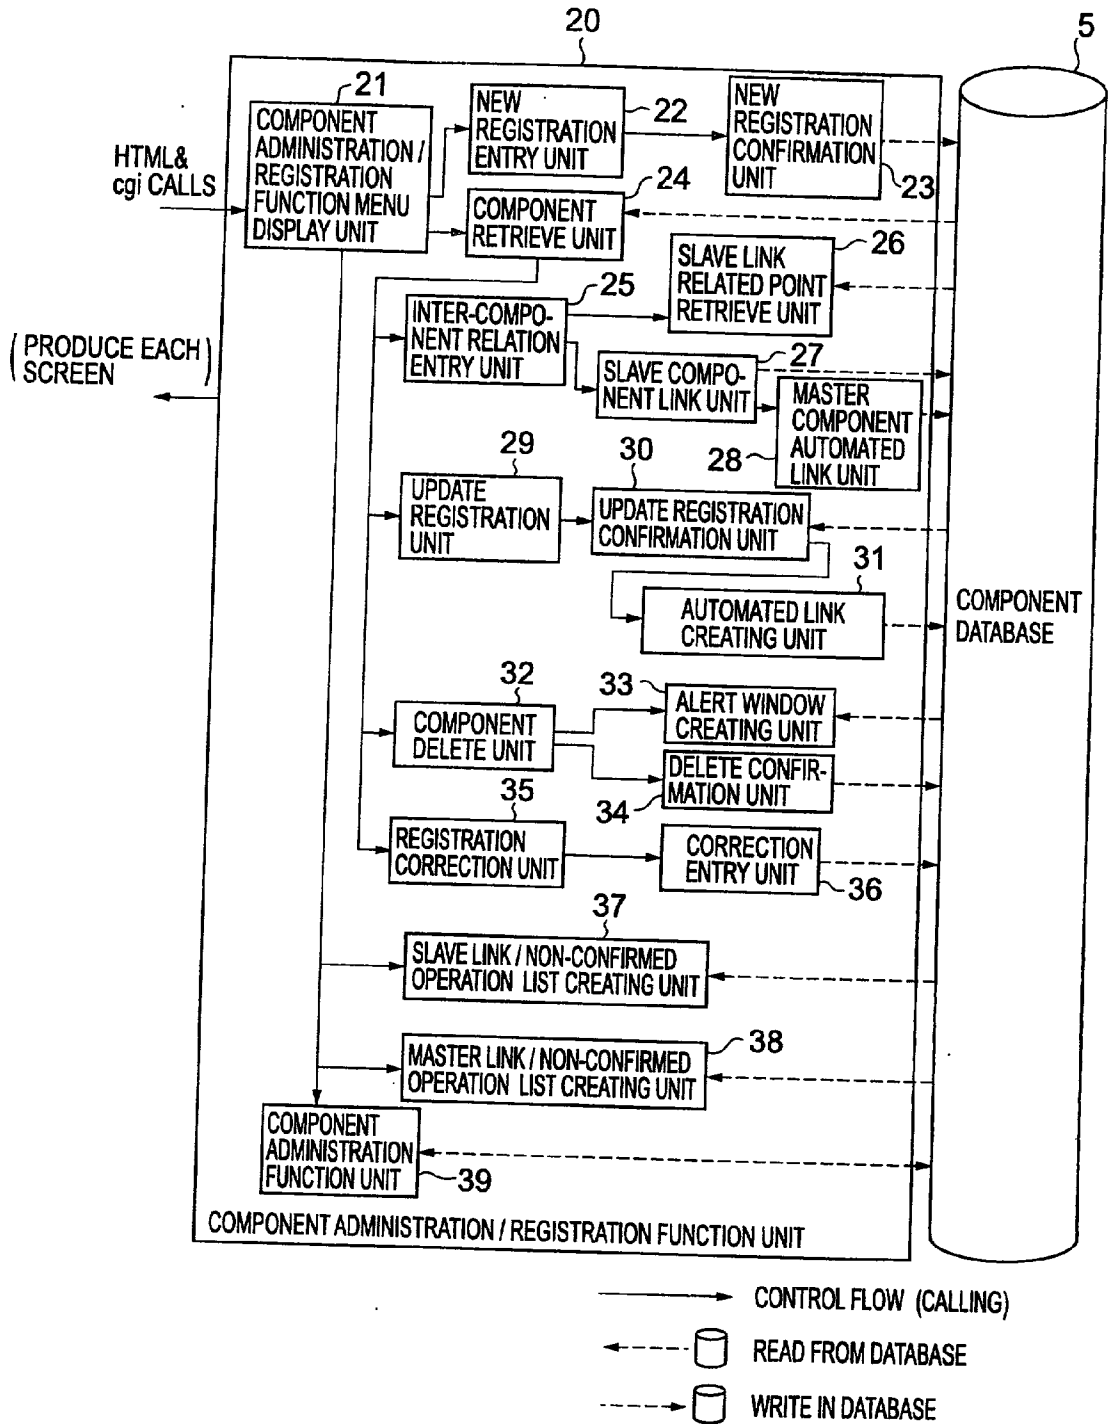 20
5
21
COMPONENT
ADMINISTRATION /
REGISTRATION
FUNCTION MENU
DISPLAY UNIT
HTML&
cgi CALLS
NEW
REGISTRATION
ENTRY UNIT
22
NEW
REGISTRATION
CONFIRMATION
UNIT
23
24
COMPONENT
RETRIEVE UNIT
26
SLAVE LINK
RELATED POINT
RETRIEVE UNIT
25
INTER-COMPO-
NENT RELATION
ENTRY UNIT
(PRODUCE EACH)
SCREEN
27
SLAVE COMPO-
NENT LINK UNIT
MASTER
COMPONENT
AUTOMATED
LINK UNIT
28
29
UPDATE
REGISTRATION
UNIT
30
UPDATE REGISTRATION
CONFIRMATION UNIT
31
AUTOMATED LINK
CREATING UNIT
COMPONENT
DATABASE
32
COMPONENT
DELETE UNIT
33
ALERT WINDOW
CREATING UNIT
DELETE CONFIR-
MATION UNIT
34
35
REGISTRATION
CORRECTION UNIT
CORRECTION
ENTRY UNIT
36
37
SLAVE LINK / NON-CONFIRMED
OPERATION LIST CREATING UNIT
38
MASTER LINK / NON-CONFIRMED
OPERATION LIST CREATING UNIT
COMPONENT
ADMINISTRATION
FUNCTION UNIT
39
COMPONENT ADMINISTRATION / REGISTRATION FUNCTION UNIT
CONTROL FLOW (CALLING)
READ FROM DATABASE
WRITE IN DATABASE